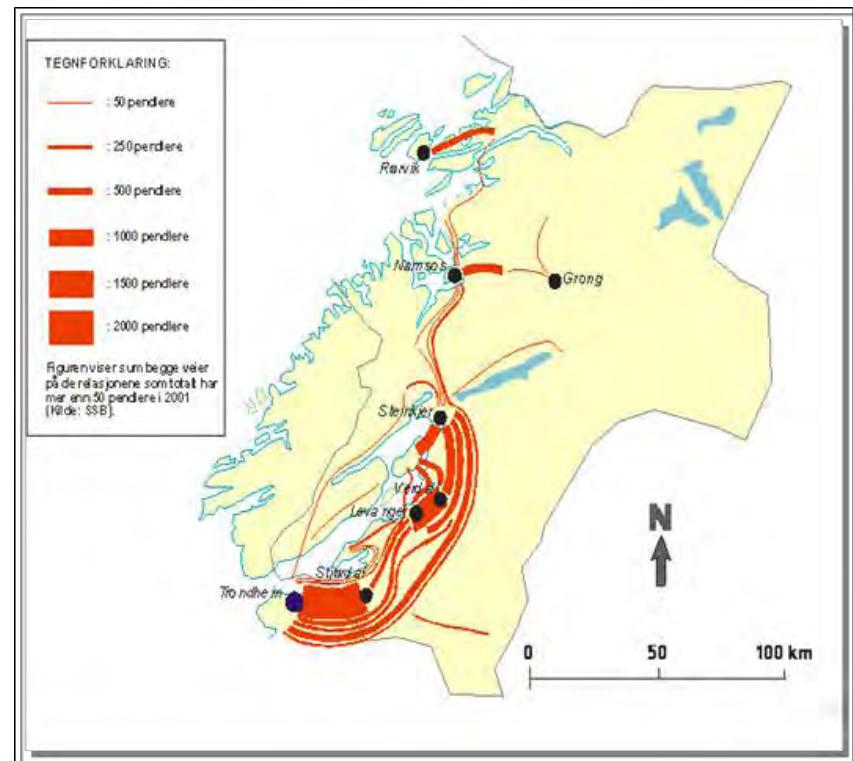 TEGNFORKLARING:
: 50 pendlere
: 250 pendlere
: 500 pendlere
: 1000 pendlere
: 1500 pendlere
: 2000 pendlere
Figuren viser sum begge veier
på de relasjonene som totalt har
mer enn 50 pendlere i 2001
(Kilde: SSB).
Rørvik
Namsos
Grong
Steinkjer
Verdal
Levanger
Stjørdal
Trondheim
N
0 50 100 km